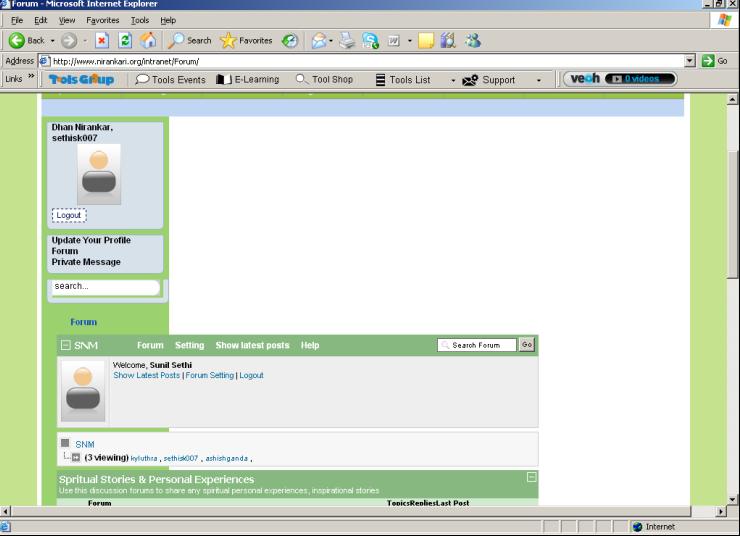 Forum - Microsoft Internet Explorer
File Edit View Favorites Tools Help
Back Search Favorites
Address http://www.nirankari.org/intranet/Forum/ Go
Links » Tools Group Tools Events E-Learning Tool Shop Tools List Support veoh 0 videos
Dhan Nirankar,
sethisk007
Logout
Update Your Profile
Forum
Private Message
search...
Forum
SNM Forum Setting Show latest posts Help Search Forum Go
Welcome, Sunil Sethi
Show Latest Posts | Forum Setting | Logout
SNM
(3 viewing) kyluthra , sethisk007 , ashishganda ,
Spritual Stories & Personal Experiences
Use this discussion forums to share any spiritual personal experiences, inspirational stories
Forum TopicsRepliesLast Post
Internet